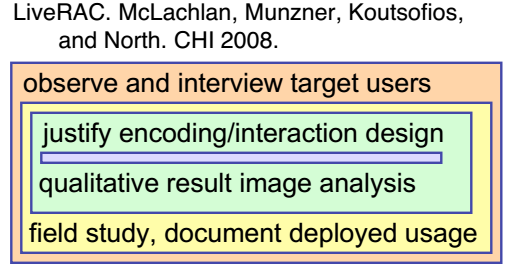 LiveRAC. McLachlan, Munzner, Koutsofios,
and North. CHI 2008.
observe and interview target users
justify encoding/interaction design
qualitative result image analysis
field study, document deployed usage